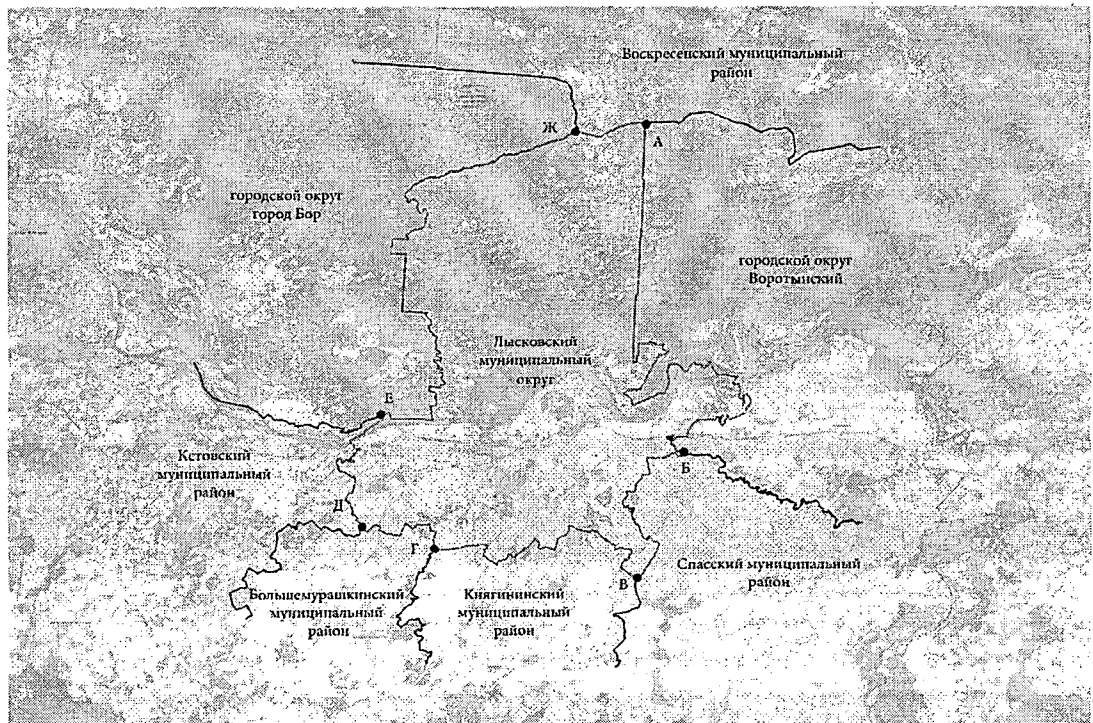 Воскресенский муниципальный
район
Ж
А
городской округ
город Бор
городской округ
Воротынский
Лысковский
муниципальный
округ
Е
Кстовский
муниципальный
район
Б
Д
Г
В
Спасский муниципальный
район
Большемурашкинский
муниципальный
район
Княгининский
муниципальный
район